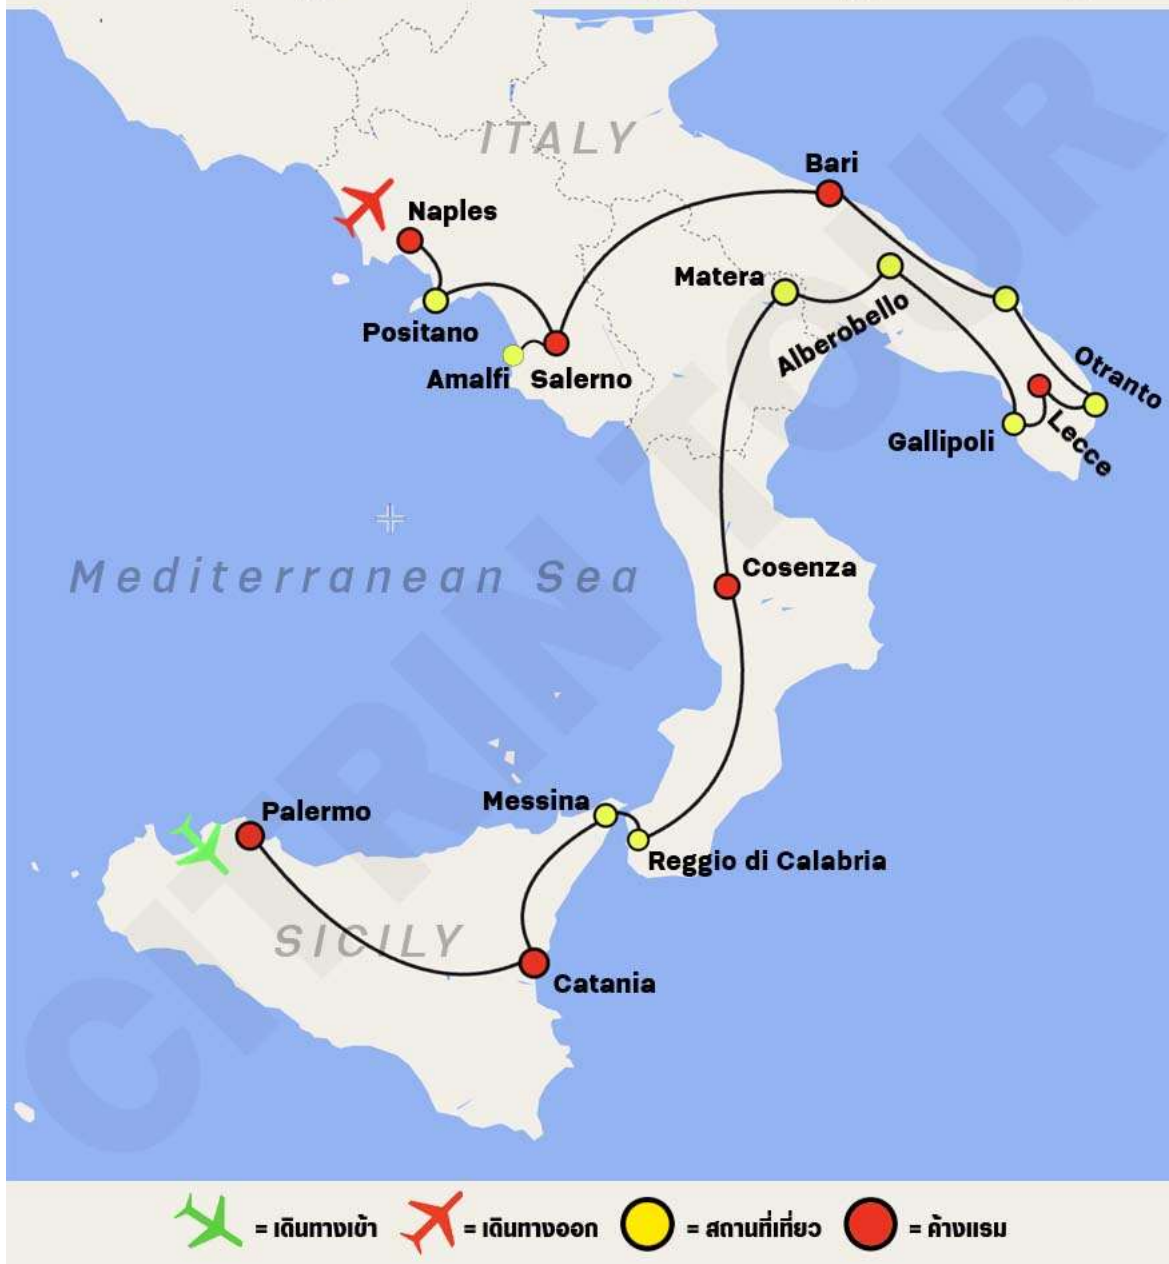 ITALY
Bari
Naples
Matera
Positano
Alberobello
Amalfi
Salerno
Otranto
Gallipoli
Lecce
Mediterranean Sea
Cosenza
CITRIN TOUR
Messina
Palermo
Reggio di Calabria
SICILY
Catania
= เดินทางเข้า
= เดินทางออก
= สถานที่เที่ยว
= ค้างแรม